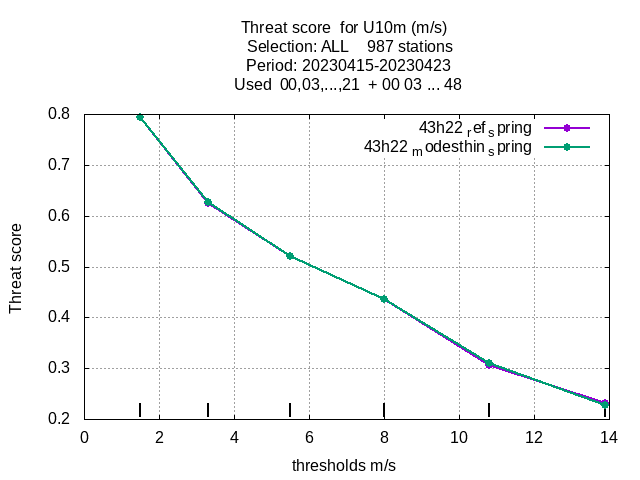 Threat score  for U10m (m/s)
Selection: ALL    987 stations
Period: 20230415-20230423
Used  00,03,...,21  + 00 03 ... 48
43h22 ref spring
43h22 modesthin spring
0.8
0.7
0.6
0.5
0.4
0.3
0.2
Threat score
0 2 4 6 8 10 12 14
thresholds m/s